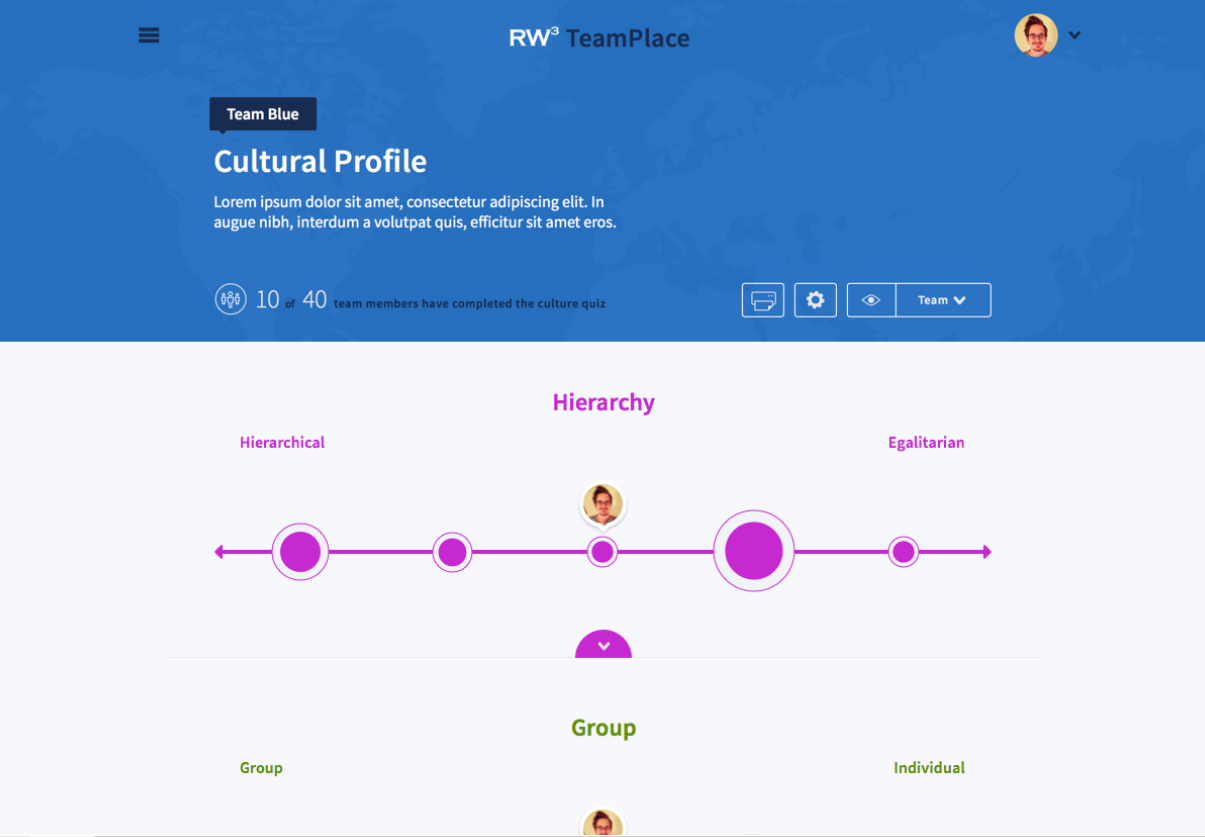 RW³ TeamPlace
Team Blue
Cultural Profile
Lorem ipsum dolor sit amet, consectetur adipiscing elit. In
augue nibh, interdum a volutpat quis, efficitur sit amet eros.
10 of 40 team members have completed the culture quiz
Team
Hierarchy
Hierarchical
Egalitarian
Group
Group
Individual